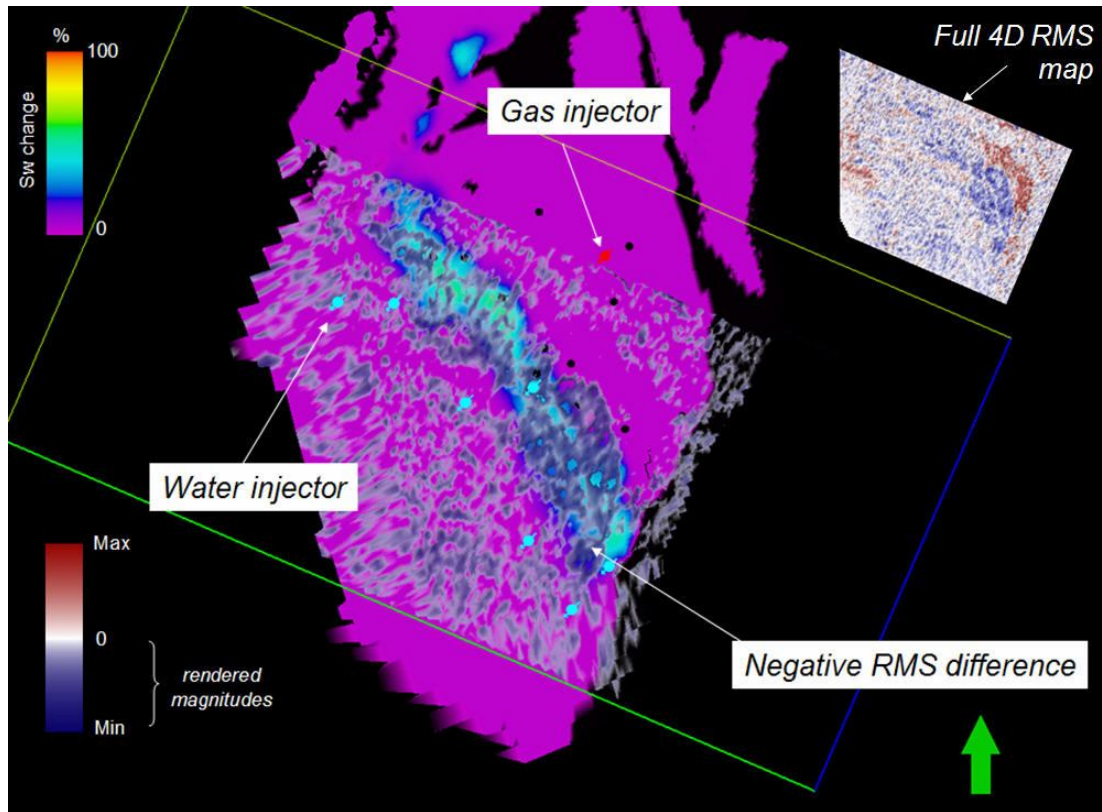 %
100
Sw change
0
Full 4D RMS
map
Gas injector
Water injector
Max
0
rendered
magnitudes
Min
Negative RMS difference